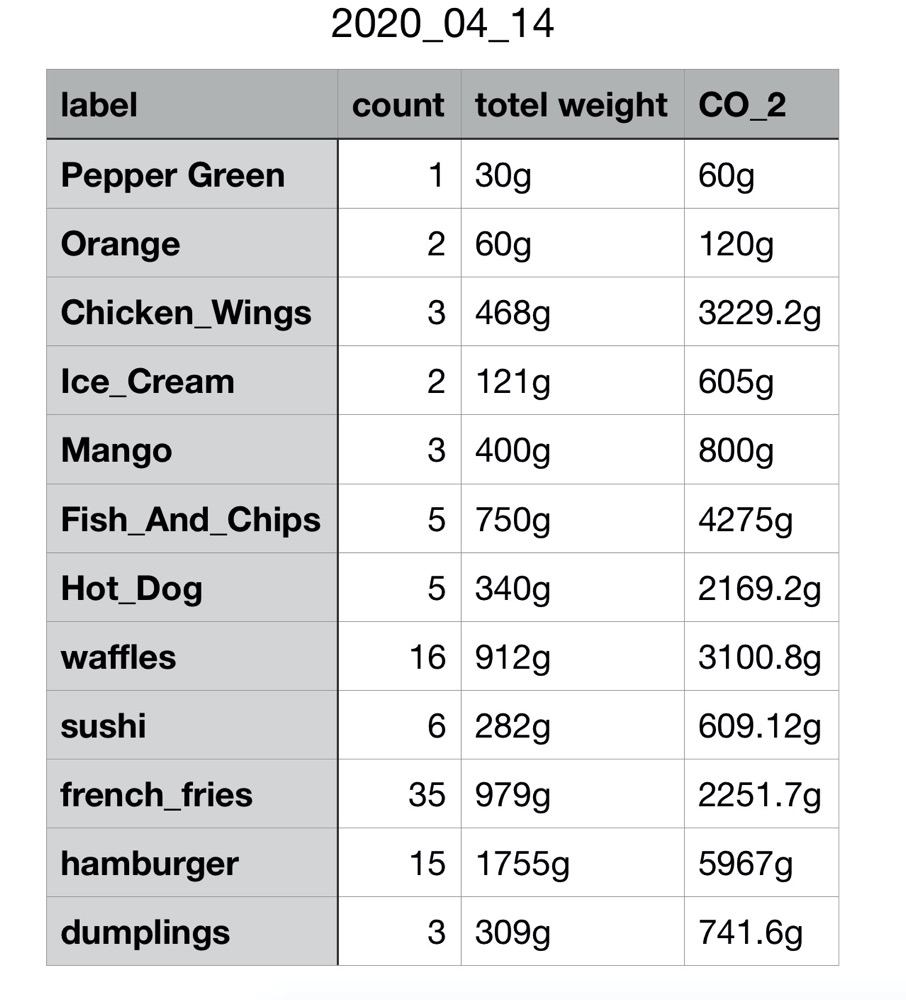 2020_04_14
label count totel weight CO_2
Pepper Green 1 30g 60g
Orange 2 60g 120g
Chicken_Wings 3 468g 3229.2g
Ice_Cream 2 121g 605g
Mango 3 400g 800g
Fish_And_Chips 5 750g 4275g
Hot_Dog 5 340g 2169.2g
waffles 16 912g 3100.8g
sushi 6 282g 609.12g
french_fries 35 979g 2251.7g
hamburger 15 1755g 5967g
dumplings 3 309g 741.6g